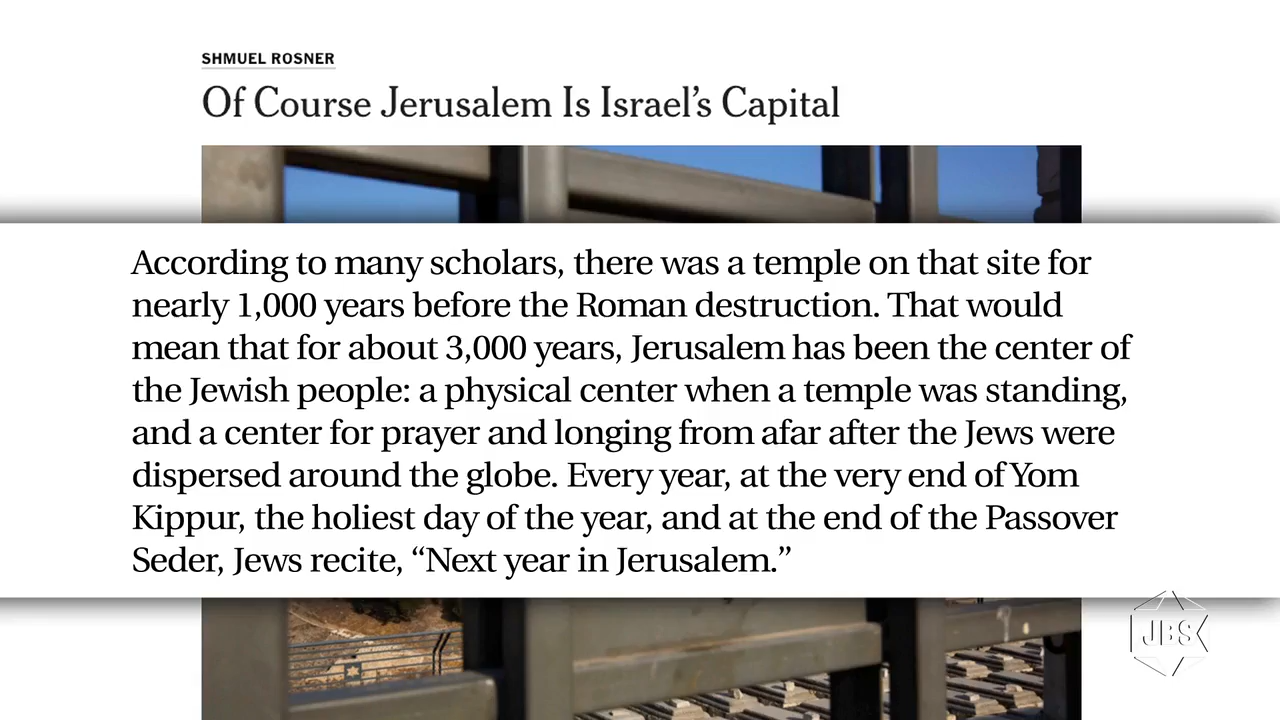 SHMUEL ROSNER
Of Course Jerusalem Is Israel’s Capital
According to many scholars, there was a temple on that site for
nearly 1,000 years before the Roman destruction. That would
mean that for about 3,000 years, Jerusalem has been the center of
the Jewish people: a physical center when a temple was standing,
and a center for prayer and longing from afar after the Jews were
dispersed around the globe. Every year, at the very end of Yom
Kippur, the holiest day of the year, and at the end of the Passover
Seder, Jews recite, “Next year in Jerusalem.”
JBS